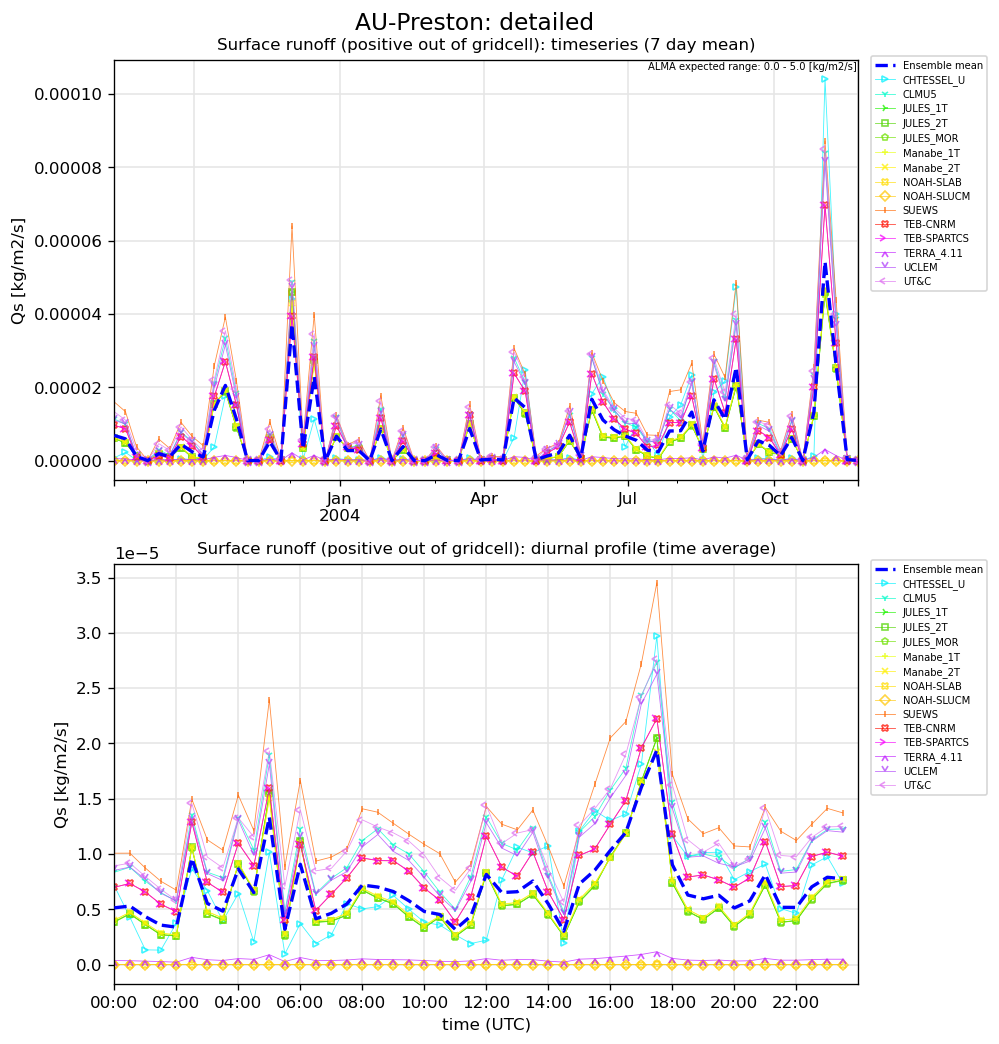 AU-Preston: detailed
Surface runoff (positive out of gridcell): timeseries (7 day mean)
ALMA expected range: 0.0 - 5.0 [kg/m2/s]
Qs [kg/m2/s]
0.00010
0.00008
0.00006
0.00004
0.00002
0.00000
Oct
Jan
2004
Apr
Jul
Oct
Ensemble mean
CHTESSEL_U
CLMU5
JULES_1T
JULES_2T
JULES_MOR
Manabe_1T
Manabe_2T
NOAH-SLAB
NOAH-SLUCM
SUEWS
TEB-CNRM
TEB-SPARTCS
TERRA_4.11
UCLEM
UT&C
1e−5
Surface runoff (positive out of gridcell): diurnal profile (time average)
Qs [kg/m2/s]
3.5
3.0
2.5
2.0
1.5
1.0
0.5
0.0
00:00
02:00
04:00
06:00
08:00
10:00
12:00
14:00
16:00
18:00
20:00
22:00
time (UTC)
Ensemble mean
CHTESSEL_U
CLMU5
JULES_1T
JULES_2T
JULES_MOR
Manabe_1T
Manabe_2T
NOAH-SLAB
NOAH-SLUCM
SUEWS
TEB-CNRM
TEB-SPARTCS
TERRA_4.11
UCLEM
UT&C